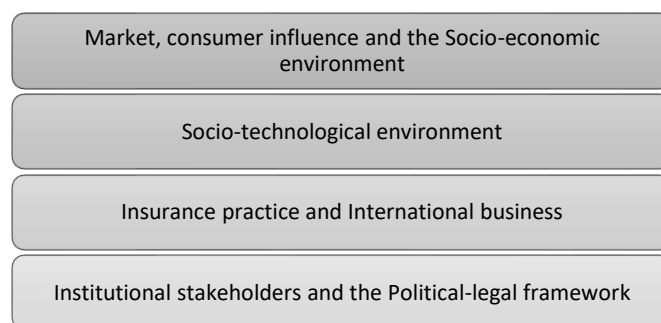 Market, consumer influence and the Socio-economic
environment
Socio-technological environment
Insurance practice and International business
Institutional stakeholders and the Political-legal framework